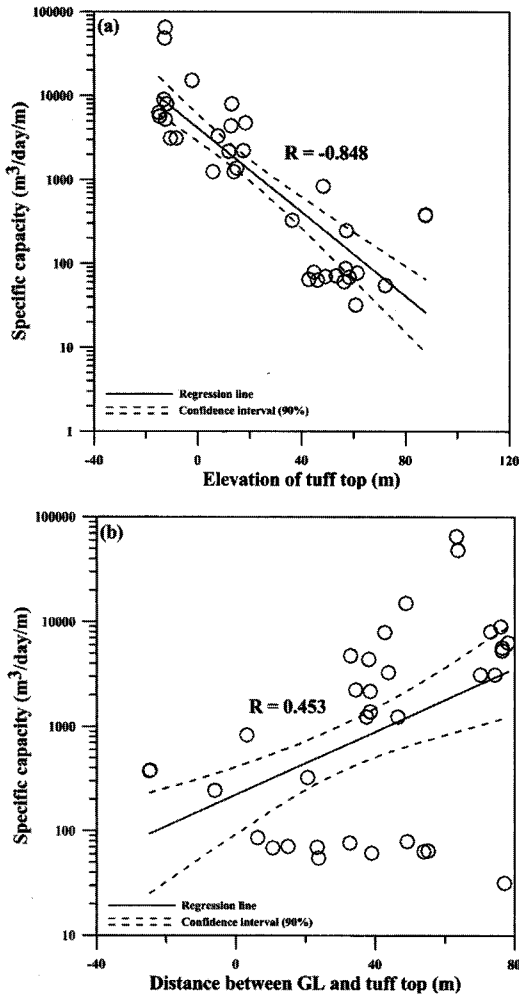 (a)
100000
10000
1000
100
10
1
Specific capacity (m³/day/m)
R = -0.848
Regression line
Confidence interval (90%)
-40
0
40
80
120
Elevation of tuff top (m)
(b)
100000
10000
1000
100
10
Specific capacity (m³/day/m)
R = 0.453
Regression line
Confidence interval (90%)
-40
0
40
80
Distance between GL and tuff top (m)